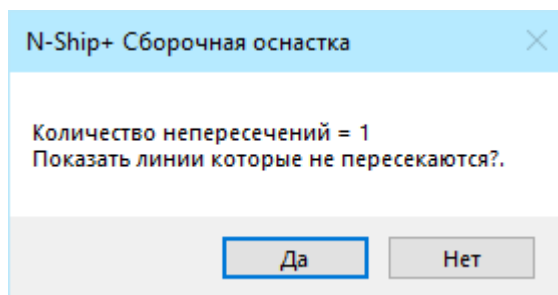 N-Ship+ Сборочная оснастка
Количество непересечений = 1
Показать линии которые не пересекаются?.
Да
Нет